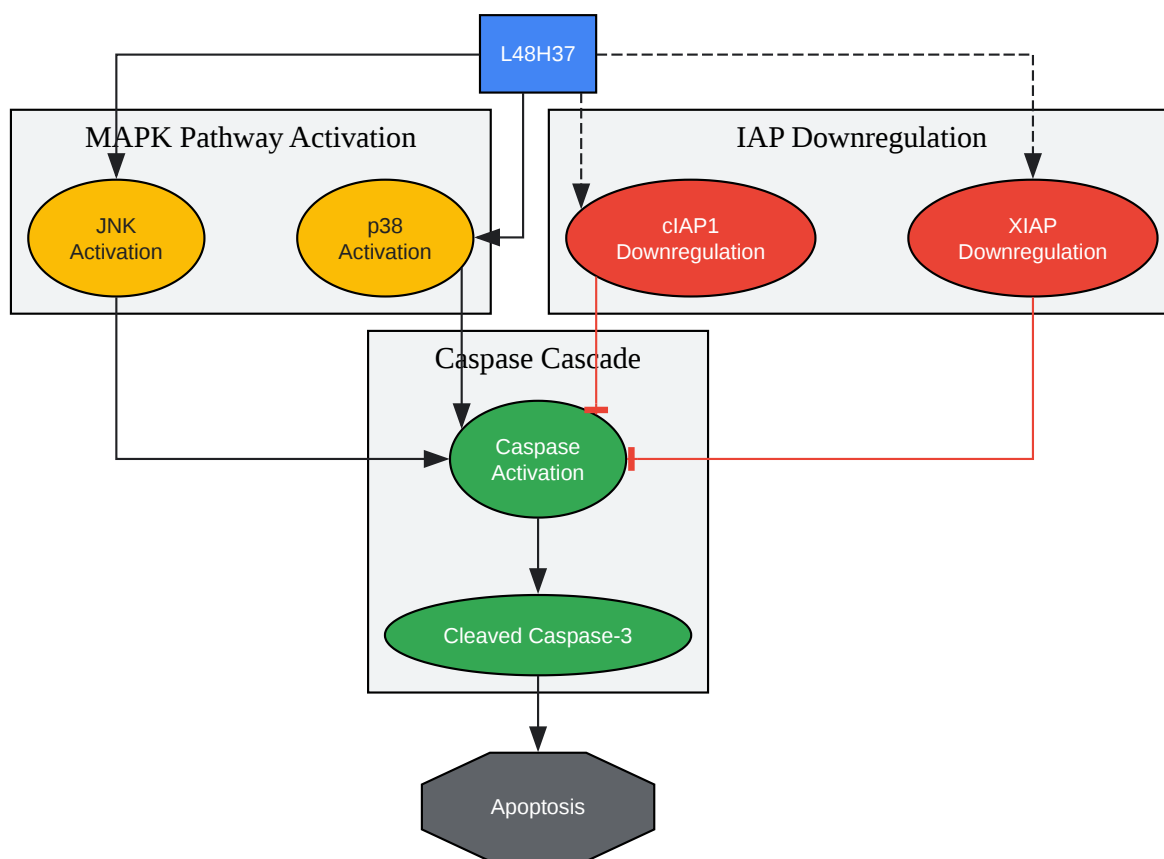 L48H37
MAPK Pathway Activation
IAP Downregulation
JNK
Activation
p38
Activation
cIAP1
Downregulation
XIAP
Downregulation
Caspase Cascade
Caspase
Activation
Cleaved Caspase-3
Apoptosis